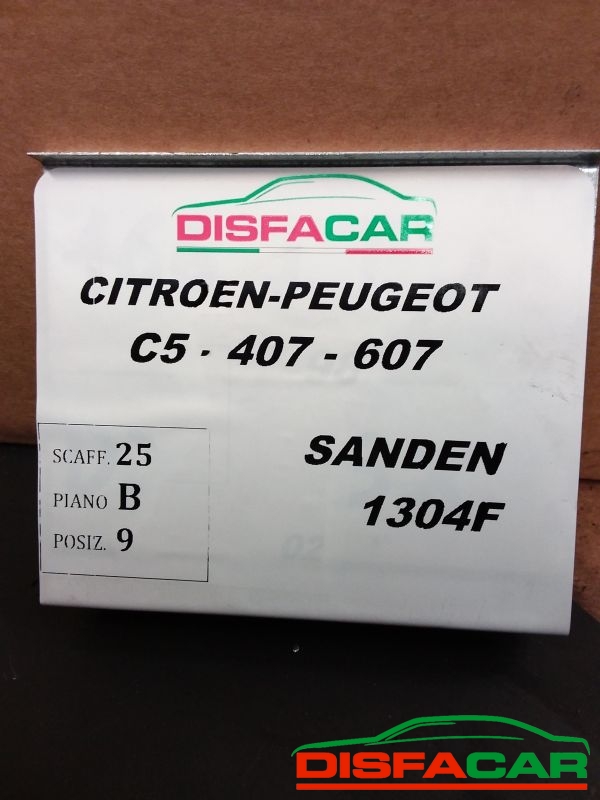 DISFACAR
CITROEN-PEUGEOT
C5 - 407 - 607
SCAFF. 25
PIANO B
POSIZ. 9
SANDEN
1304F
DISFACAR